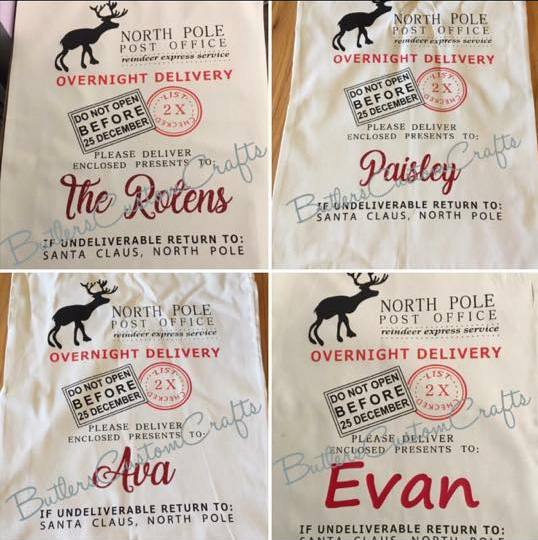 NORTH POLE
POST OFFICE
reindeer express service
OVERNIGHT DELIVERY
DO NOT OPEN
BEFORE
25 DECEMBER
LIST
2X
CHECKED
PLEASE DELIVER
ENCLOSED PRESENTS TO:
The Rotens
IF UNDELIVERABLE RETURN TO:
SANTA CLAUS, NORTH POLE
ButlersCustomCrafts
NORTH POLE
POST OFFICE
reindeer express service
OVERNIGHT DELIVERY
DO NOT OPEN
BEFORE
25 DECEMBER
LIST
2X
CHECKED
PLEASE DELIVER
ENCLOSED PRESENTS TO:
Paisley
IF UNDELIVERABLE RETURN TO:
SANTA CLAUS, NORTH POLE
ButlersCustomCrafts
NORTH POLE
POST OFFICE
reindeer express service
OVERNIGHT DELIVERY
DO NOT OPEN
BEFORE
25 DECEMBER
LIST
2X
CHECKED
PLEASE DELIVER
ENCLOSED PRESENTS TO:
Ava
IF UNDELIVERABLE RETURN TO:
SANTA CLAUS, NORTH POLE
ButlersCustomCrafts
NORTH POLE
POST OFFICE
reindeer express service
OVERNIGHT DELIVERY
DO NOT OPEN
BEFORE
25 DECEMBER
LIST
2X
CHECKED
PLEASE DELIVER
ENCLOSED PRESENTS TO:
Evan
IF UNDELIVERABLE RETURN TO:
SANTA CLAUS, NORTH POLE
ButlersCustomCrafts